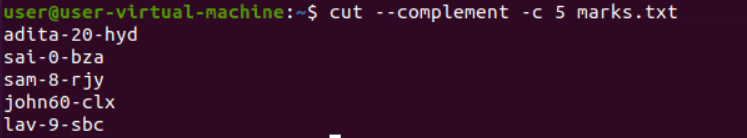 user@user-virtual-machine:~$ cut --complement -c 5 marks.txt
adita-20-hyd
sai-0-bza
sam-8-rjy
john60-clx
lav-9-sbc